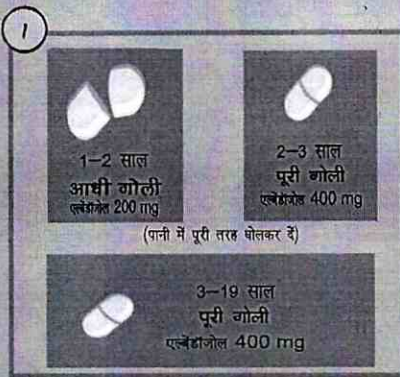 1
1–2 साल
आधी गोली
एल्बेंडॉजोल 200 mg
2–3 साल
पूरी गोली
एल्बेंडॉजोल 400 mg
(पानी में पूरी तरह घोलकर दें)
3–19 साल
पूरी गोली
एल्बेंडॉजोल 400 mg